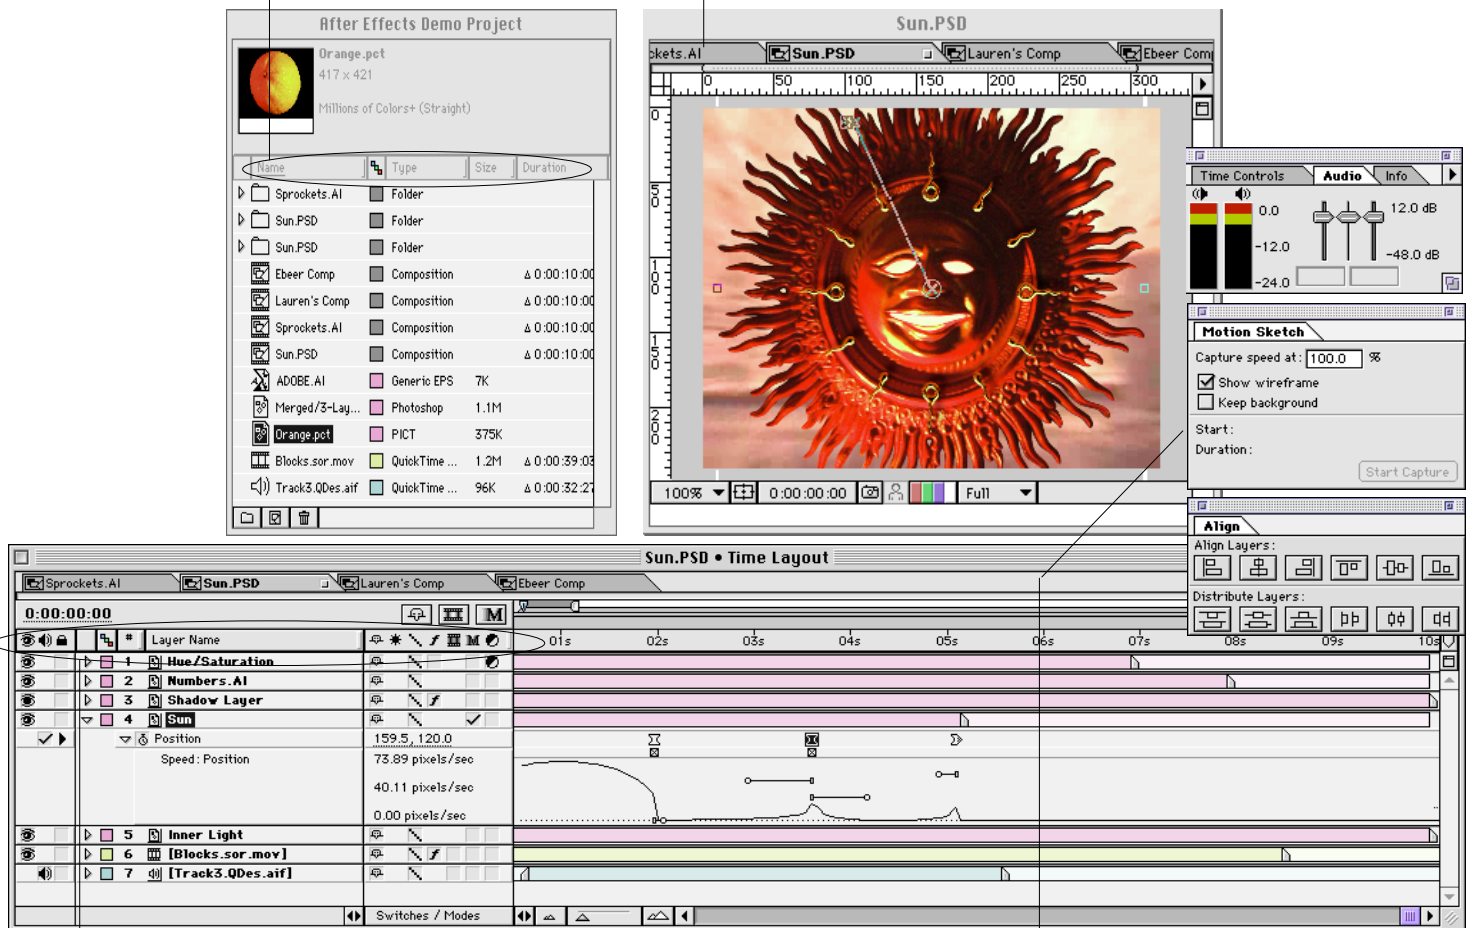 After Effects Demo Project
Orange.pct
417 x 421
Millions of Colors+ (Straight)
Name Type Size Duration
Sprockets.AI Folder
Sun.PSD Folder
Sun.PSD Folder
Ebeer Comp Composition Δ 0:00:10:00
Lauren's Comp Composition Δ 0:00:10:00
Sprockets.AI Composition Δ 0:00:10:00
Sun.PSD Composition Δ 0:00:10:00
ADOBE.AI Generic EPS 7K
Merged/3-Lay... Photoshop 1.1M
Orange.pct PICT 375K
Blocks.sor.mov QuickTime ... 1.2M Δ 0:00:39:03
Track3.QDes.aif QuickTime ... 96K Δ 0:00:32:27
Sun.PSD
ckets.AI Sun.PSD Lauren's Comp Ebeer Com
0 50 100 150 200 250 300
0
50
100
150
200
100% 0:00:00:00 Full
Time Controls Audio Info
0.0 12.0 dB
-12.0
-48.0 dB
-24.0
Motion Sketch
Capture speed at: 100.0 %
Show wireframe
Keep background
Start:
Duration:
Start Capture
Align
Align Layers:
Distribute Layers:
Sun.PSD • Time Layout
Sprockets.AI Sun.PSD Lauren's Comp Ebeer Comp
0:00:00:00 M
# Layer Name f M 01s 02s 03s 04s 05s 06s 07s 08s 09s 10s
1 Hue/Saturation
2 Numbers.AI
3 Shadow Layer f
4 Sun
Position 159.5, 120.0
Speed: Position 73.89 pixels/sec
40.11 pixels/sec
0.00 pixels/sec
5 Inner Light
6 [Blocks.sor.mov] f
7 [Track3.QDes.aif]
Switches / Modes